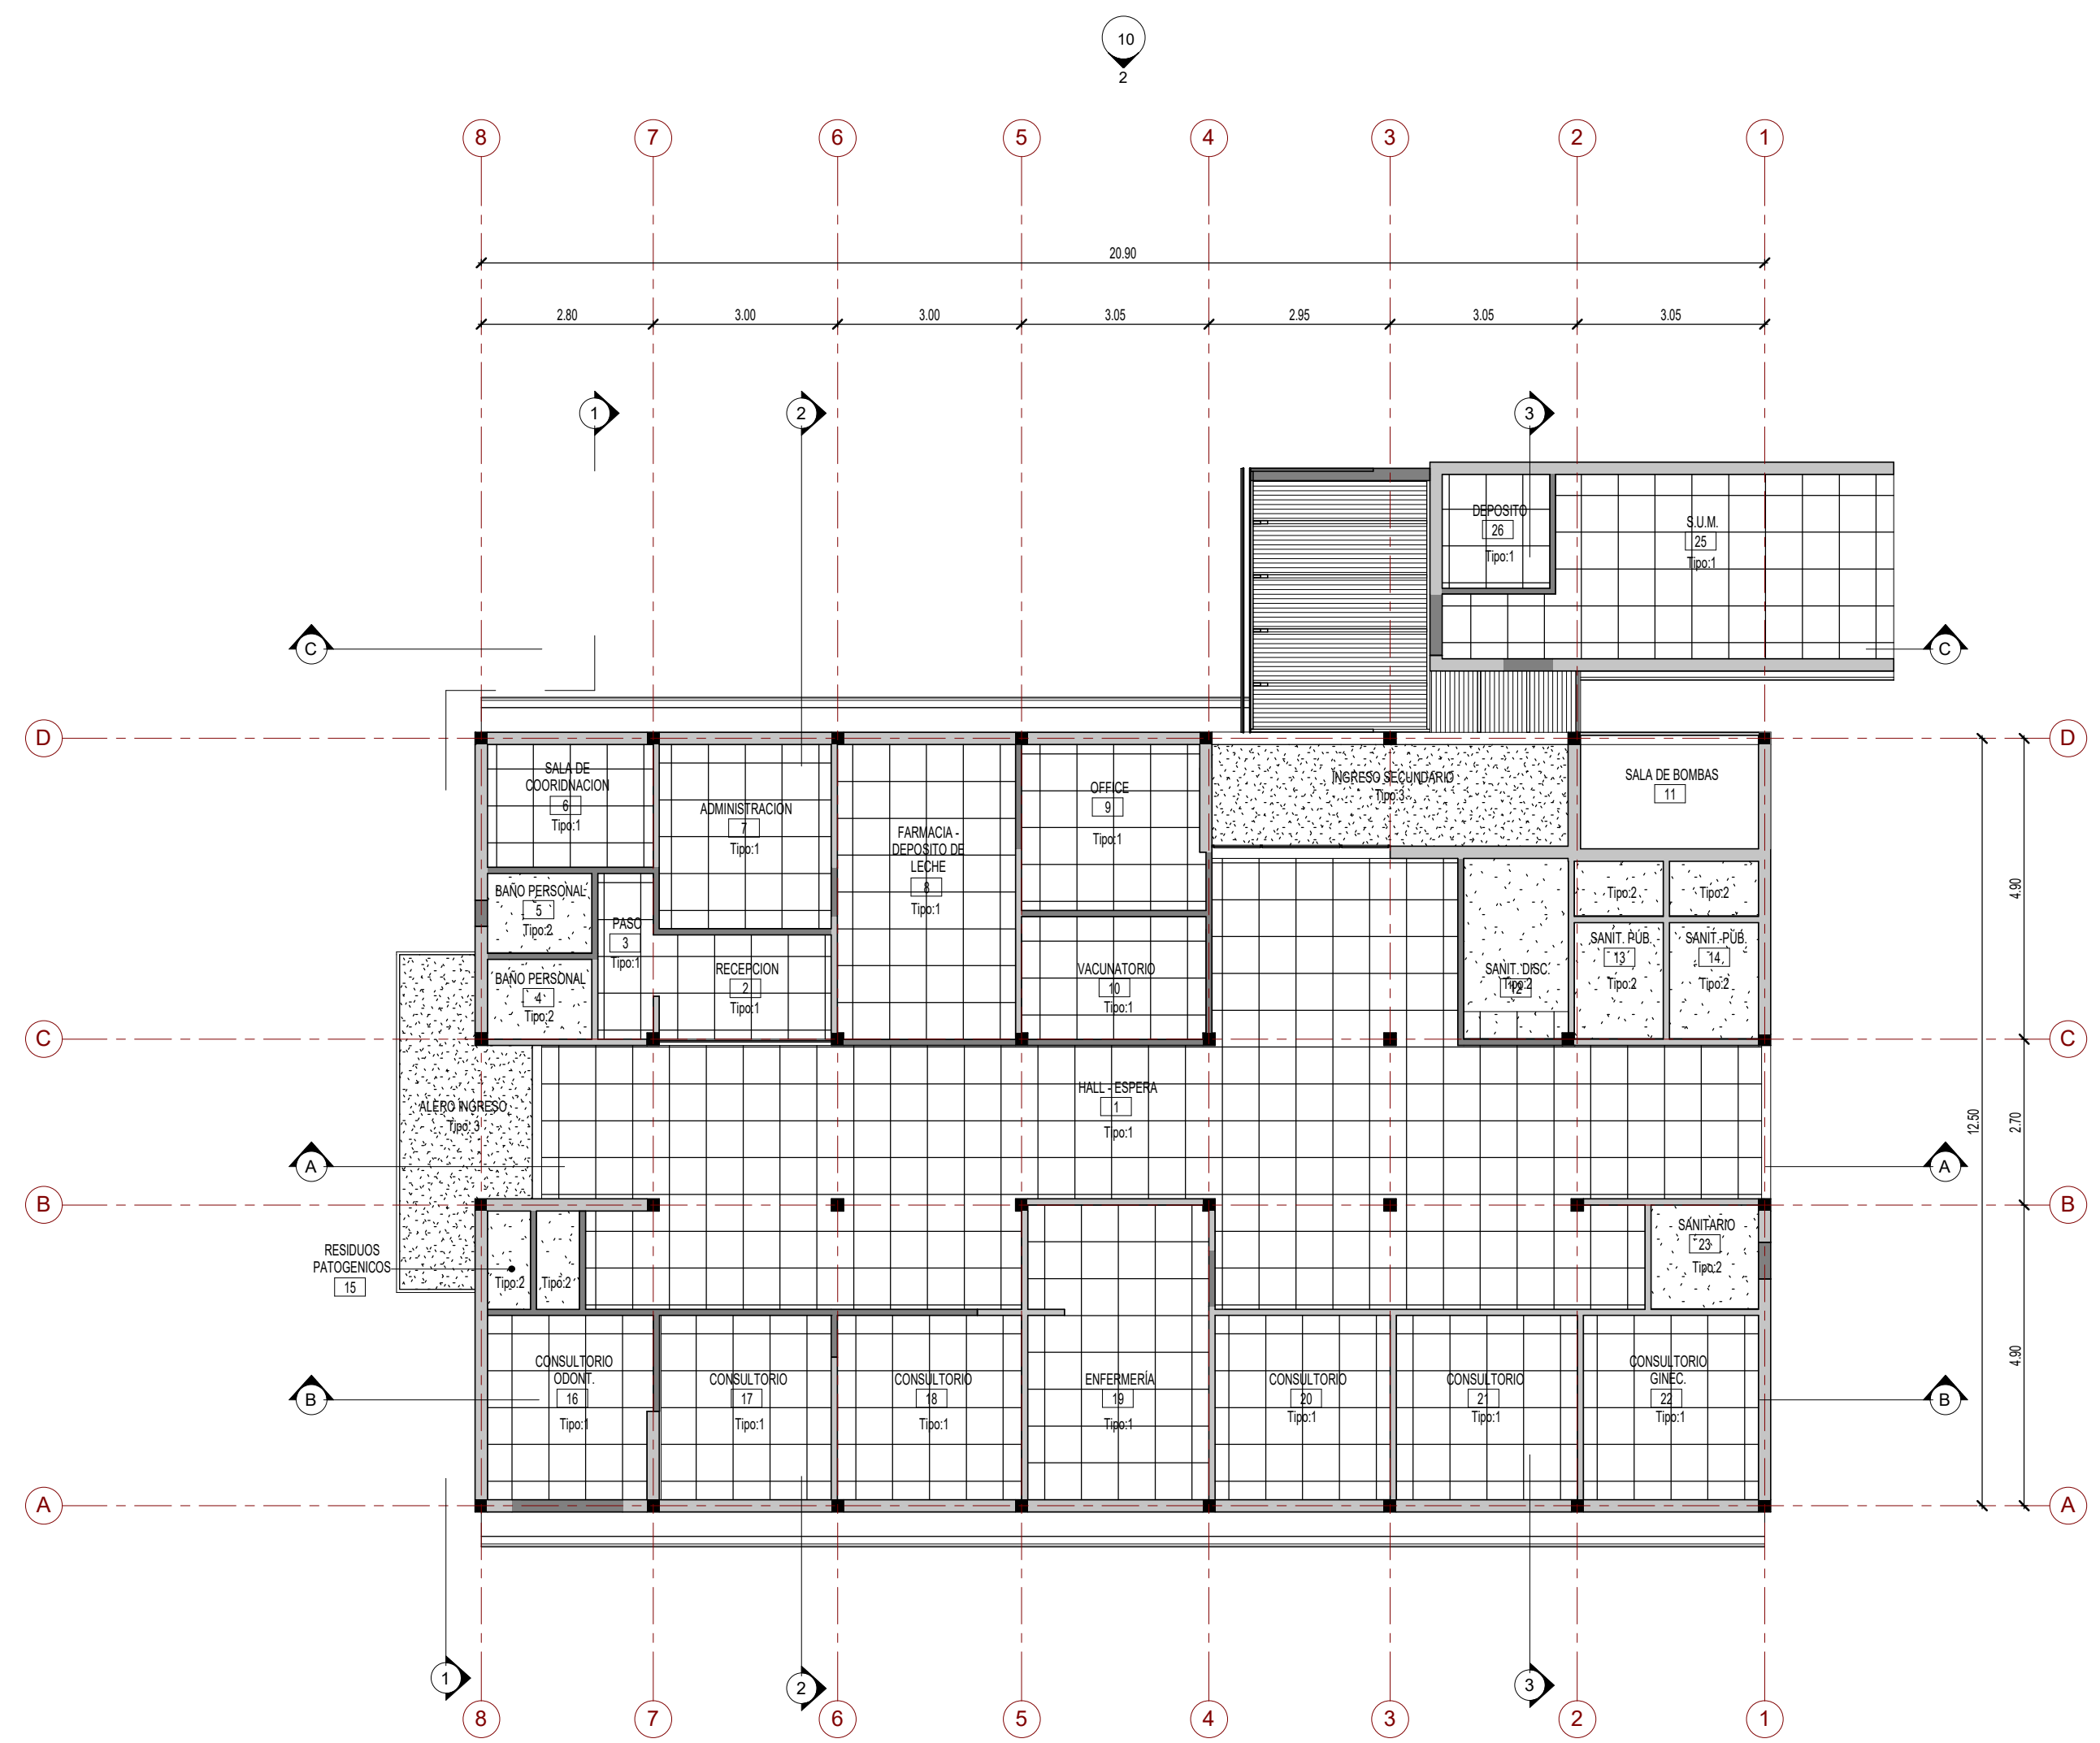 10
2
8 7 6 5 4 3 2 1
20.90
2.80 3.00 3.00 3.05 2.95 3.05 3.05
1 2 3
DEPOSITO
26
Tipo:1
S.U.M.
25
Tipo:1
C C
D D
SALA DE
COORIDNACION
6
Tipo:1
ADMINISTRACION
7
Tipo:1
FARMACIA -
DEPOSITO DE
LECHE
8
Tipo:1
OFFICE
9
Tipo:1
INGRESO SECUNDARIO
Tipo:3
SALA DE BOMBAS
11
BAÑO PERSONAL
5
Tipo:2
PASO
3
Tipo:1
BAÑO PERSONAL
4
Tipo:2
RECEPCION
2
Tipo:1
VACUNATORIO
10
Tipo:1
SANIT. DISC.
12
Tipo:2
Tipo:2
Tipo:2
SANIT. PUB.
13
Tipo:2
SANIT. PUB.
14
Tipo:2
4.90
C C
HALL - ESPERA
1
Tipo:1
ALERO INGRESO
Tipo: 3
12.50
2.70
A A
B B
RESIDUOS
PATOGENICOS
15
Tipo:2
Tipo:2
SANITARIO
23
Tipo:2
4.90
CONSULTORIO
ODONT.
16
Tipo:1
CONSULTORIO
17
Tipo:1
CONSULTORIO
18
Tipo:1
ENFERMERÍA
19
Tipo:1
CONSULTORIO
20
Tipo:1
CONSULTORIO
21
Tipo:1
CONSULTORIO
GINEC.
22
Tipo:1
B B
A A
1 2 3
8 7 6 5 4 3 2 1